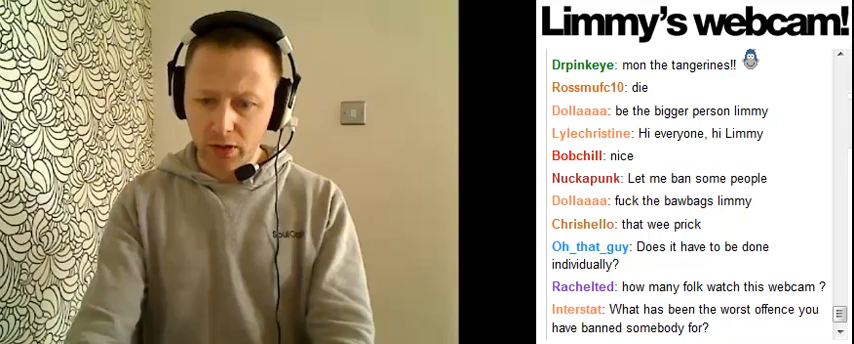 Limmy's webcam!
Drpinkeye: mon the tangerines!!
Rossmufc10: die
Dollaaaa: be the bigger person limmy
Lylechristine: Hi everyone, hi Limmy
Bobchill: nice
Nuckapunk: Let me ban some people
Dollaaaa: fuck the bawbags limmy
Chrishello: that wee prick
Oh_that_guy: Does it have to be done
individually?
Rachelted: how many folk watch this webcam ?
Interstat: What has been the worst offence you
have banned somebody for?